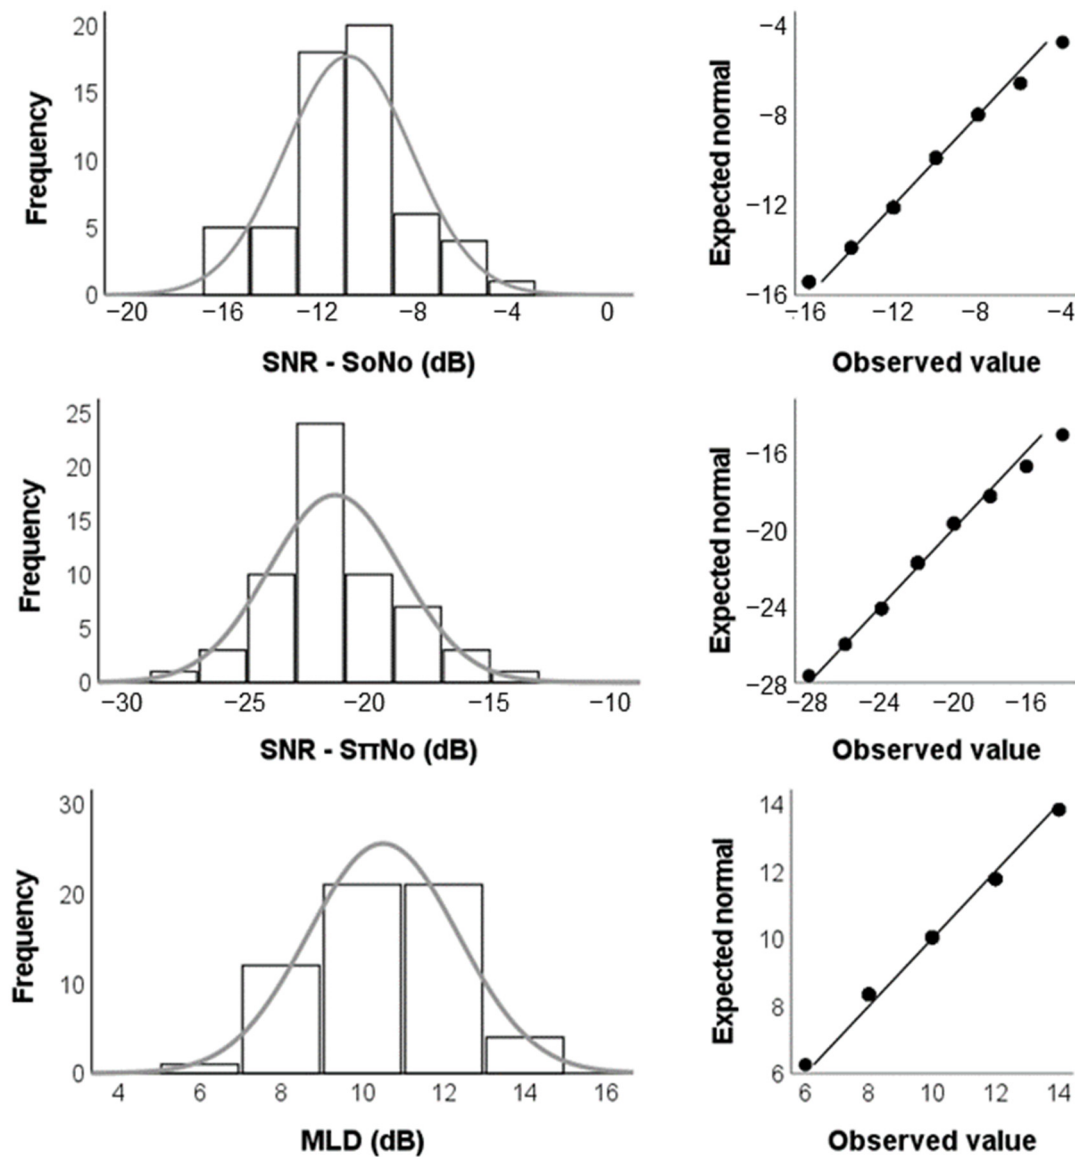 20
15
10
5
0
Frequency
−20 −16 −12 −8 −4 0
SNR - SoNo (dB)
−4
−8
−12
−16
Expected normal
−16 −12 −8 −4
Observed value
25
20
15
10
5
0
Frequency
−30 −25 −20 −15 −10
SNR - SπNo (dB)
−16
−20
−24
−28
Expected normal
−28 −24 −20 −16
Observed value
30
20
10
0
Frequency
4 6 8 10 12 14 16
MLD (dB)
14
12
10
8
6
Expected normal
6 8 10 12 14
Observed value